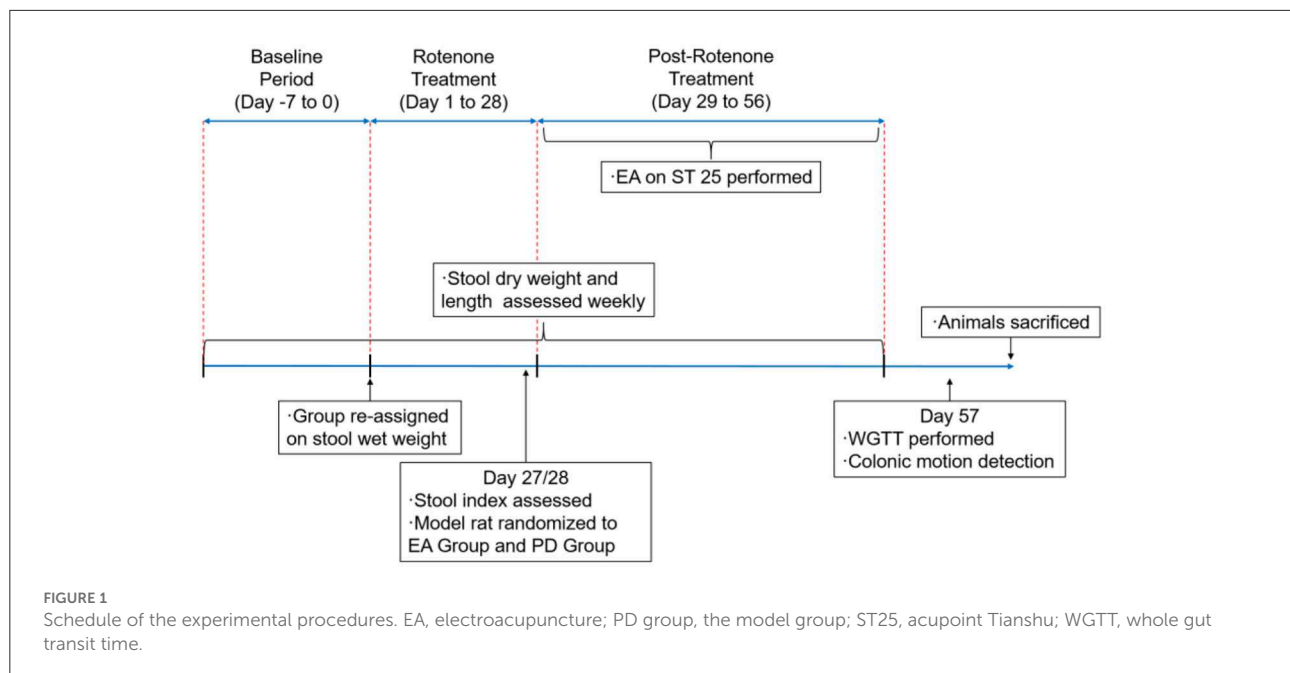 Baseline
Period
(Day -7 to 0)
Rotenone
Treatment
(Day 1 to 28)
Post-Rotenone
Treatment
(Day 29 to 56)
·EA on ST 25 performed
·Stool dry weight and
length assessed weekly
·Animals sacrificed
·Group re-assigned
on stool wet weight
Day 27/28
·Stool index assessed
·Model rat randomized to
EA Group and PD Group
Day 57
·WGTT performed
·Colonic motion detection
FIGURE 1
Schedule of the experimental procedures. EA, electroacupuncture; PD group, the model group; ST25, acupoint Tianshu; WGTT, whole gut
transit time.